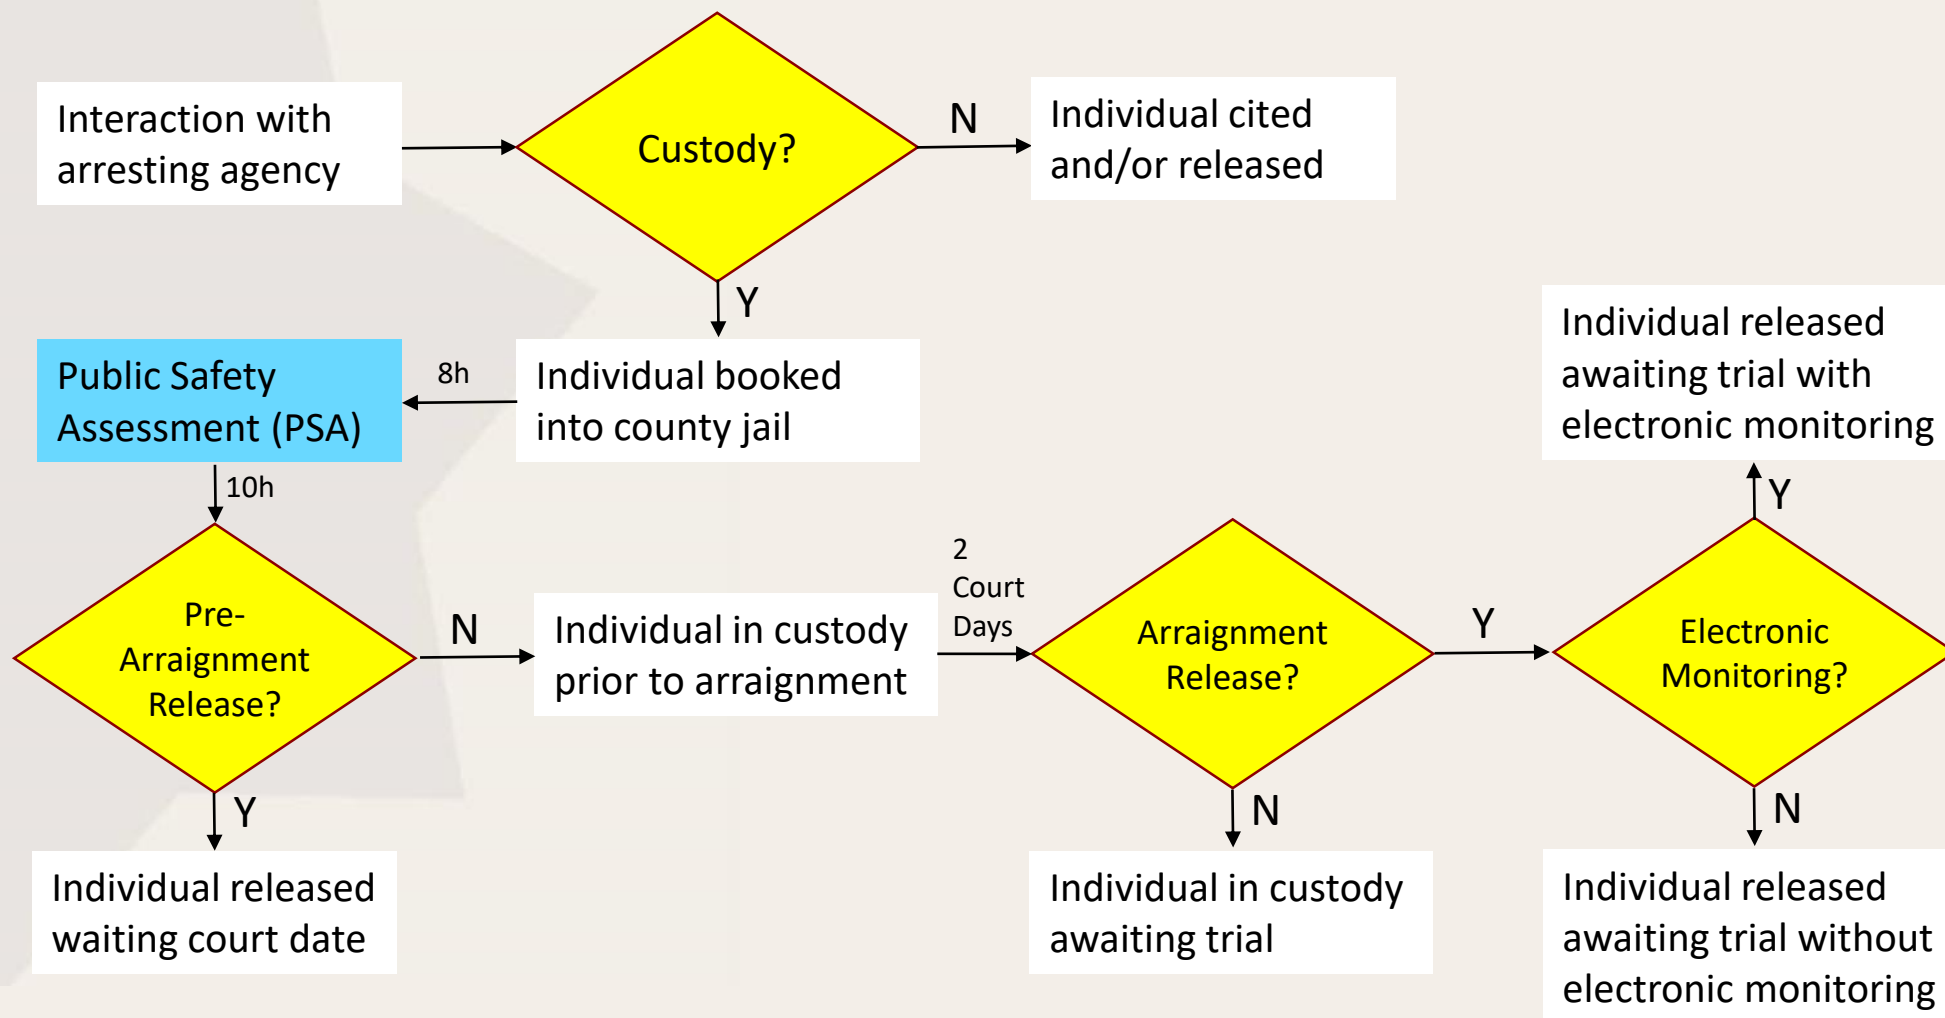 Interaction with
arresting agency
Custody?
N
Individual cited
and/or released
Y
Public Safety
Assessment (PSA)
8h
Individual booked
into county jail
Individual released
awaiting trial with
electronic monitoring
10h
Y
Pre-
Arraignment
Release?
N
Individual in custody
prior to arraignment
2
Court
Days
Arraignment
Release?
Y
Electronic
Monitoring?
Y
N
N
Individual released
waiting court date
Individual in custody
awaiting trial
Individual released
awaiting trial without
electronic monitoring